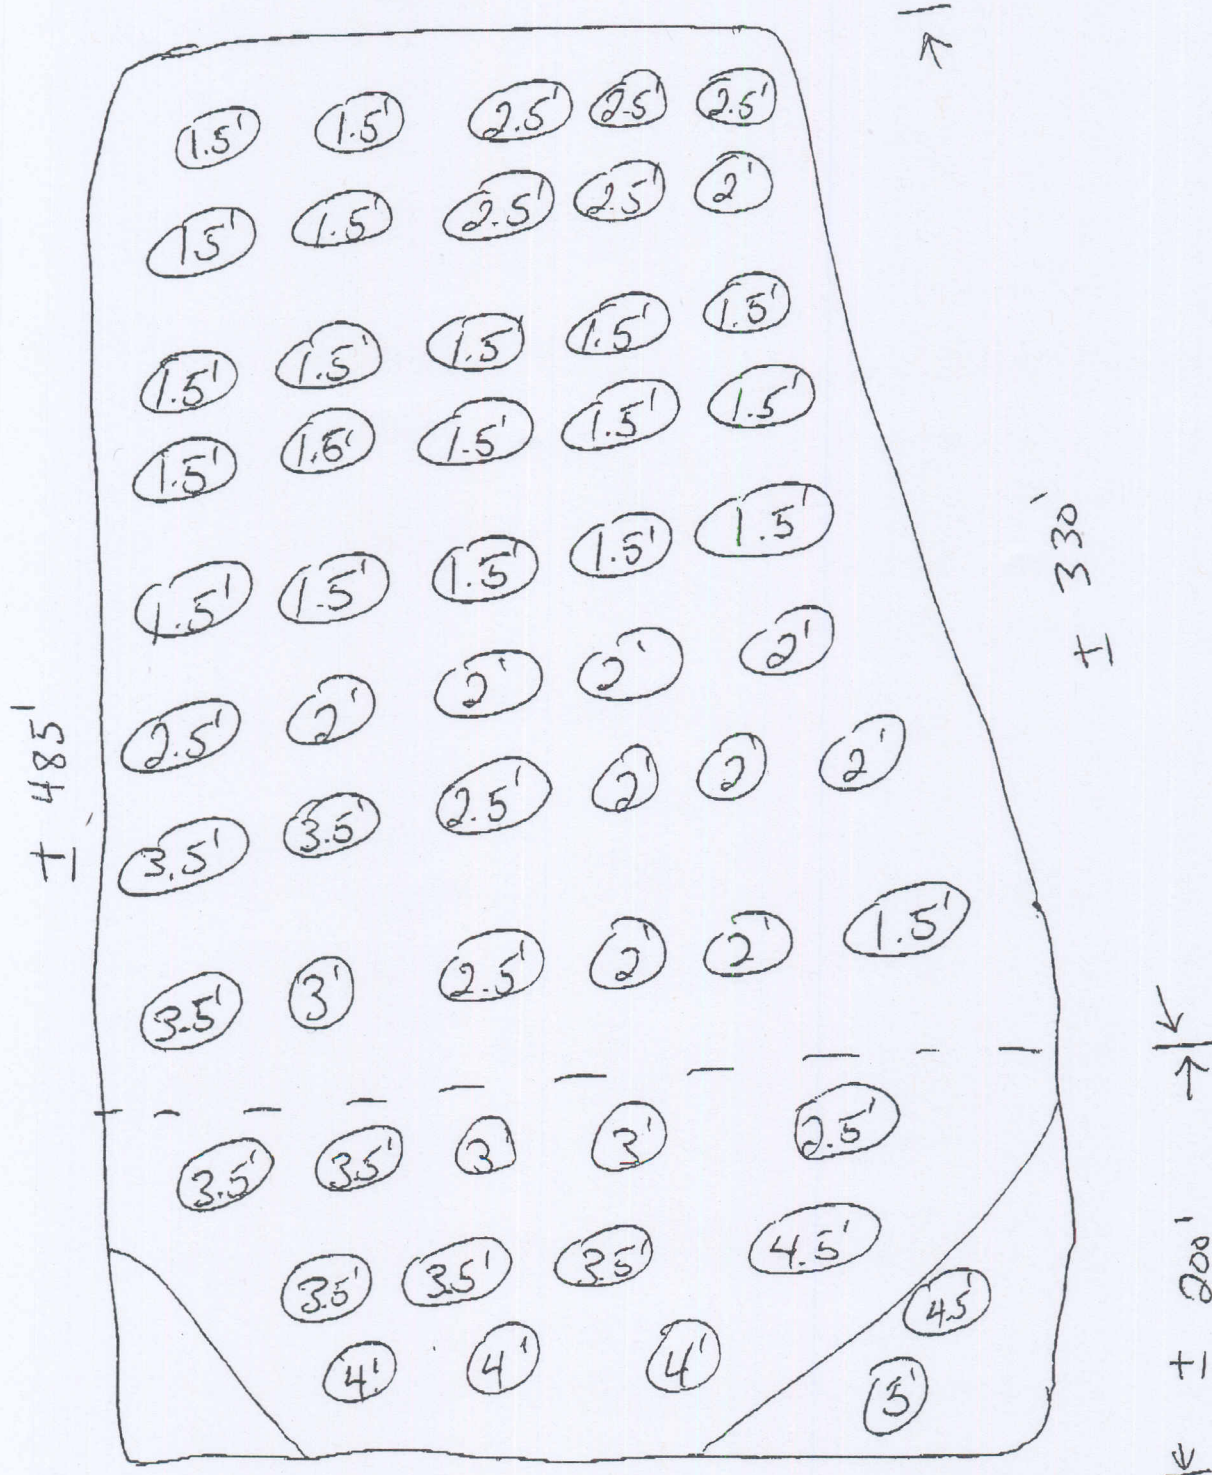 1.5' 1.5' 2.5' 2.5' 2.5'
1.5' 1.5' 2.5' 2.5' 2'
1.5' 1.5' 1.5' 1.5' 1.5'
1.5' 1.5' 1.5' 1.5' 1.5'
1.5' 1.5' 1.5' 1.5' 1.5'
2.5' 2' 2' 2' 2'
3.5' 3.5' 2.5' 2' 2' 2'
3.5' 3' 2.5' 2' 2' 1.5'
3.5' 3.5' 3' 3' 2.5'
3.5' 3.5' 3.5' 4.5'
4.5'
4' 4' 4'
5'
± 485'
± 330'
± 200'